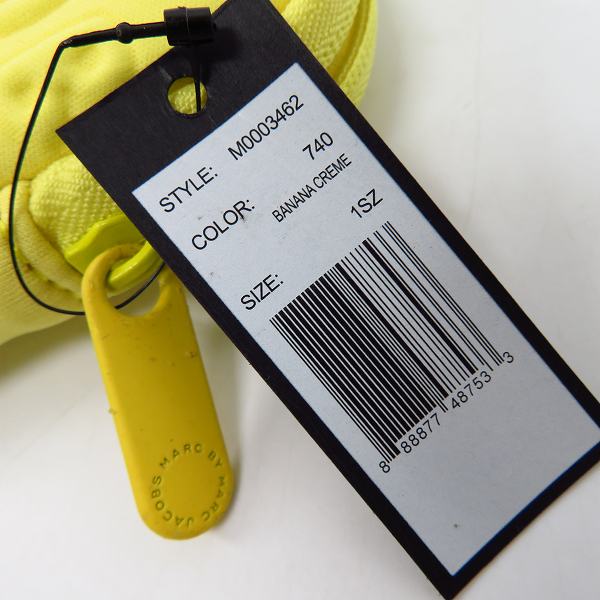 STYLE: M0003462
COLOR: 740
BANANA CREME
SIZE: 1SZ
8 88877 48753 3
MARC BY MARC JACOBS